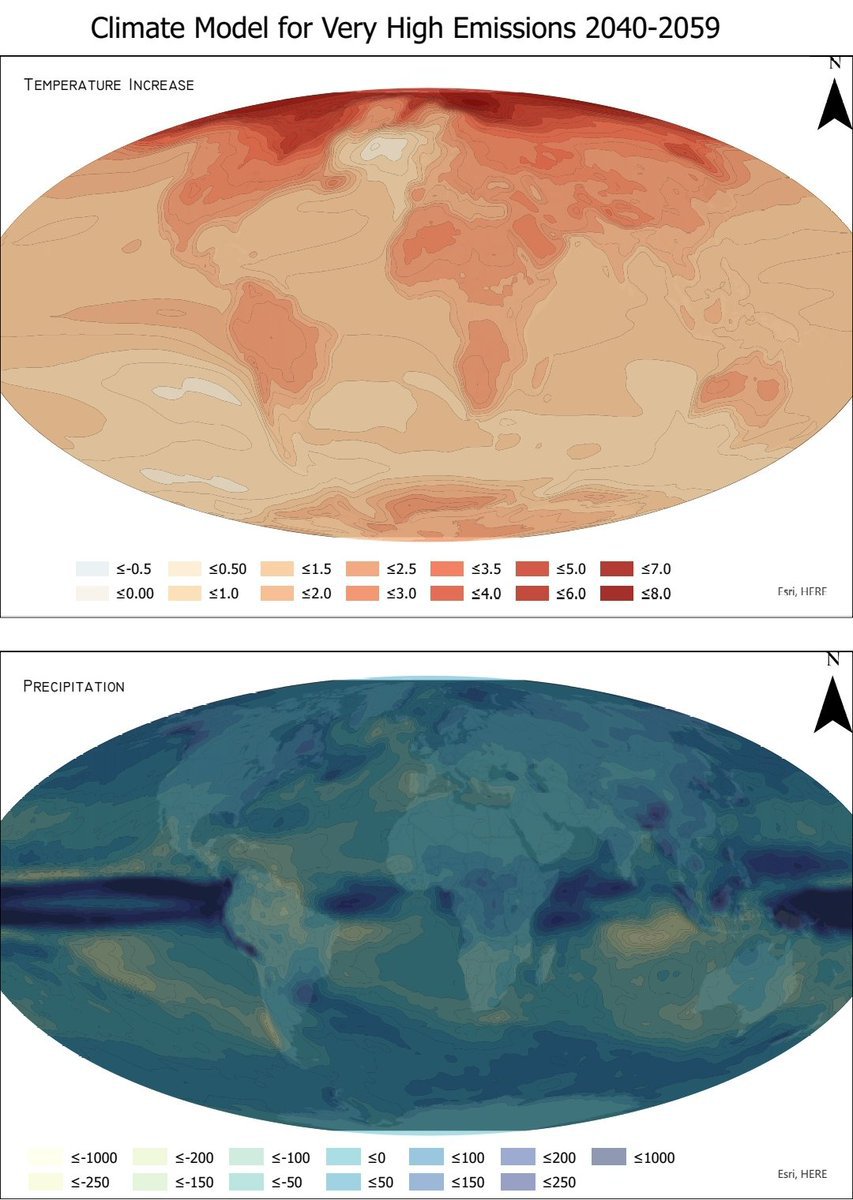 Climate Model for Very High Emissions 2040-2059
N
Temperature Increase
≤-0.5 ≤0.50 ≤1.5 ≤2.5 ≤3.5 ≤5.0 ≤7.0
≤0.00 ≤1.0 ≤2.0 ≤3.0 ≤4.0 ≤6.0 ≤8.0
Esri, HERE
N
Precipitation
≤-1000 ≤-200 ≤-100 ≤0 ≤100 ≤200 ≤1000
≤-250 ≤-150 ≤-50 ≤50 ≤150 ≤250
Esri, HERE